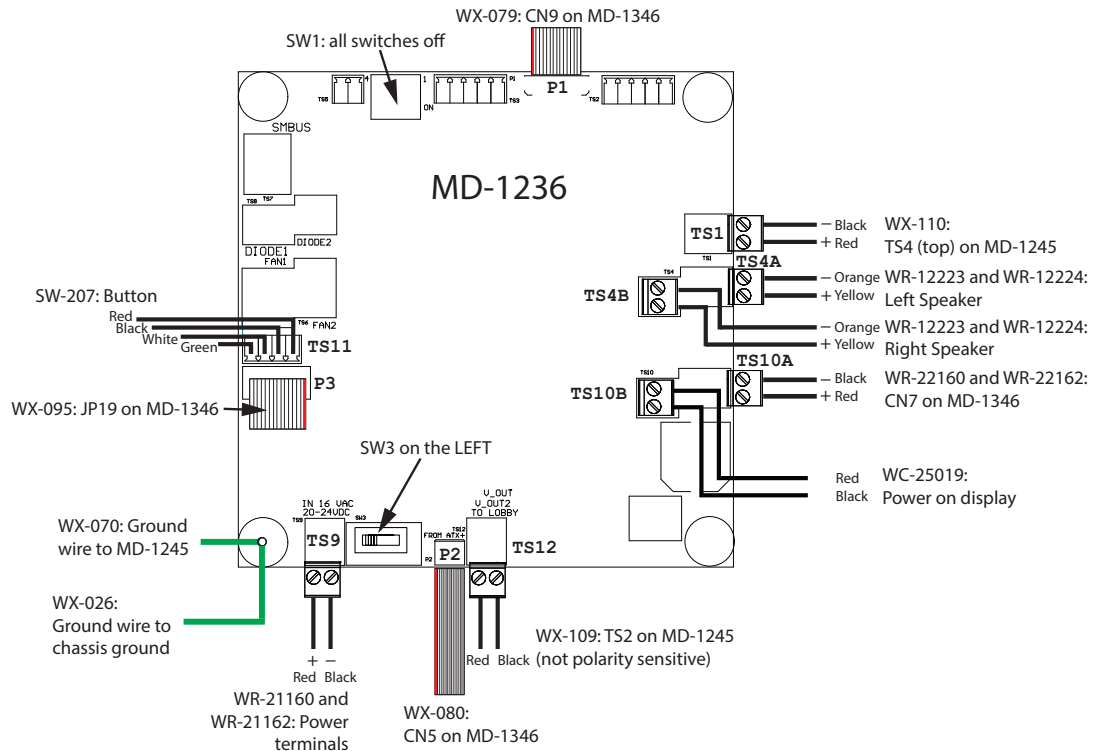 WX-079: CN9 on MD-1346
SW1: all switches off
P1
4
1
ON
TS5
P1
TS3
TS2
SMBUS
TS8
TS7
MD-1236
DIODE2
DIODE1
FAN1
TS1
TS1
− Black
+ Red
WX-110:
TS4 (top) on MD-1245
TS4A
TS4
TS4B
− Orange
+ Yellow
WR-12223 and WR-12224:
Left Speaker
− Orange
+ Yellow
WR-12223 and WR-12224:
Right Speaker
SW-207: Button
Red
Black
White
Green
TS6
FAN2
TS11
P3
WX-095: JP19 on MD-1346
TS10A
TS10
TS10B
− Black
+ Red
WR-22160 and WR-22162:
CN7 on MD-1346
Red
Black
WC-25019:
Power on display
SW3 on the LEFT
IN 16 VAC
20-24VDC
TS9
SW3
TS9
V_OUT
V_OUT2
TO LOBBY
FROM ATX+
TS12
P2
P2
TS12
WX-070: Ground
wire to MD-1245
WX-026:
Ground wire to
chassis ground
+ −
Red Black
WR-21160 and
WR-21162: Power
terminals
WX-080:
CN5 on MD-1346
Red Black
WX-109: TS2 on MD-1245
(not polarity sensitive)